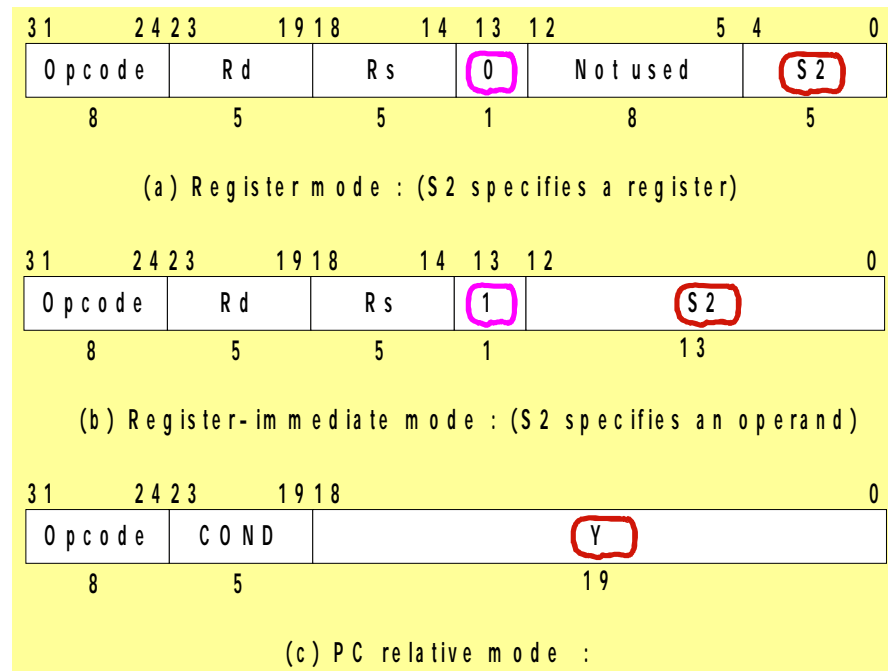 31 24 23 19 18 14 13 12 5 4 0
Opcode Rd Rs 0 Not used S2
8 5 5 1 8 5
(a) Register mode : (S2 specifies a register)
31 24 23 19 18 14 13 12 0
Opcode Rd Rs 1 S2
8 5 5 1 13
(b) Register-immediate mode : (S2 specifies an operand)
31 24 23 19 18 0
Opcode COND Y
8 5 19
(c) PC relative mode :